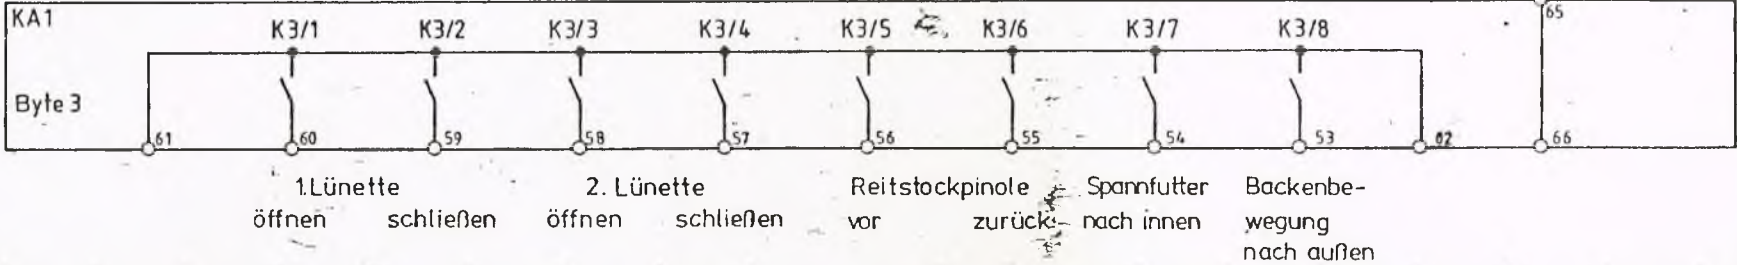 KA1
65
K3/1 K3/2 K3/3 K3/4 K3/5 K3/6 K3/7 K3/8
Byte 3
61 60 59 58 57 56 55 54 53 02 66
1.Lünette 2. Lünette Reitstockpinole Spannfutter Backenbe-
öffnen schließen öffnen schließen vor zurück nach innen wegung
nach außen